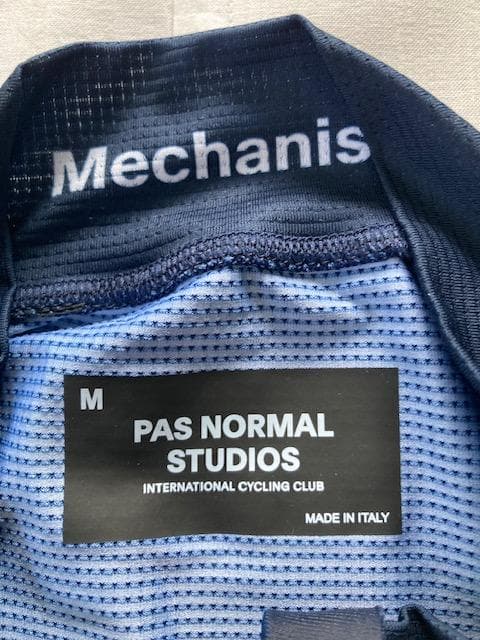 Mechanis
M
PAS NORMAL
STUDIOS
INTERNATIONAL CYCLING CLUB
MADE IN ITALY